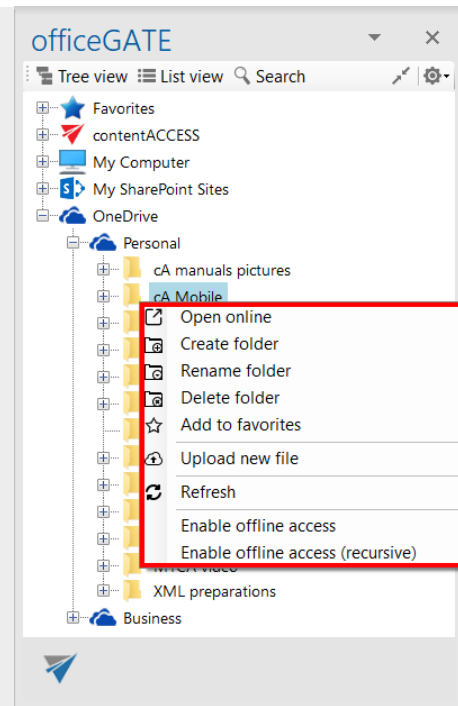 officeGATE
Tree view List view Search
Favorites
contentACCESS
My Computer
My SharePoint Sites
OneDrive
Personal
cA manuals pictures
cA Mobile
Open online
Create folder
Rename folder
Delete folder
Add to favorites
Upload new file
Refresh
Enable offline access
Enable offline access (recursive)
XML preparations
Business